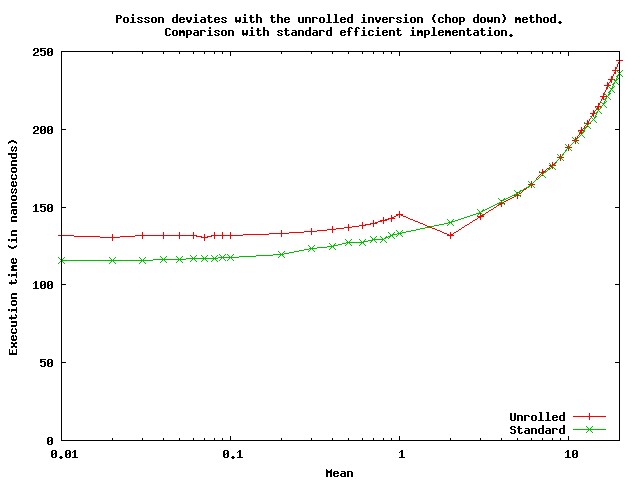 Poisson deviates with the unrolled inversion (chop down) method.
Comparison with standard efficient implementation.
250
200
150
100
50
0
Execution time (in nanoseconds)
0.01
0.1
1
10
Mean
Unrolled
Standard